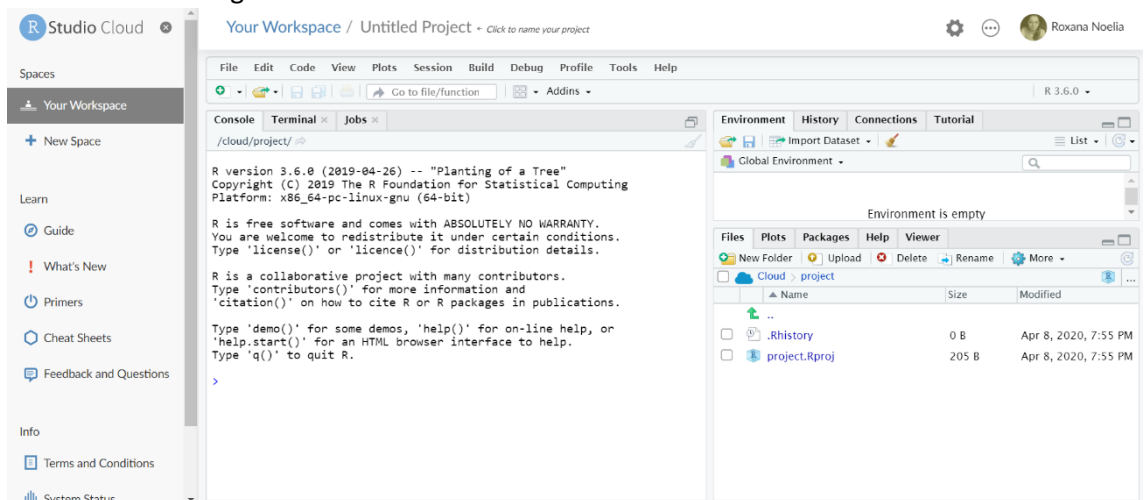 R Studio Cloud
Your Workspace / Untitled Project ← Click to name your project
Roxana Noelia
Spaces
Your Workspace
New Space
Learn
Guide
What's New
Primers
Cheat Sheets
Feedback and Questions
Info
Terms and Conditions
System Status
File Edit Code View Plots Session Build Debug Profile Tools Help
Go to file/function Addins R 3.6.0
Console Terminal Jobs
/cloud/project/
R version 3.6.0 (2019-04-26) -- "Planting of a Tree"
Copyright (C) 2019 The R Foundation for Statistical Computing
Platform: x86_64-pc-linux-gnu (64-bit)
R is free software and comes with ABSOLUTELY NO WARRANTY.
You are welcome to redistribute it under certain conditions.
Type 'license()' or 'licence()' for distribution details.
R is a collaborative project with many contributors.
Type 'contributors()' for more information and
'citation()' on how to cite R or R packages in publications.
Type 'demo()' for some demos, 'help()' for on-line help, or
'help.start()' for an HTML browser interface to help.
Type 'q()' to quit R.
>
Environment History Connections Tutorial
Import Dataset List
Global Environment
Environment is empty
Files Plots Packages Help Viewer
New Folder Upload Delete Rename More
Cloud > project ...
Name Size Modified
..
.Rhistory 0 B Apr 8, 2020, 7:55 PM
project.Rproj 205 B Apr 8, 2020, 7:55 PM